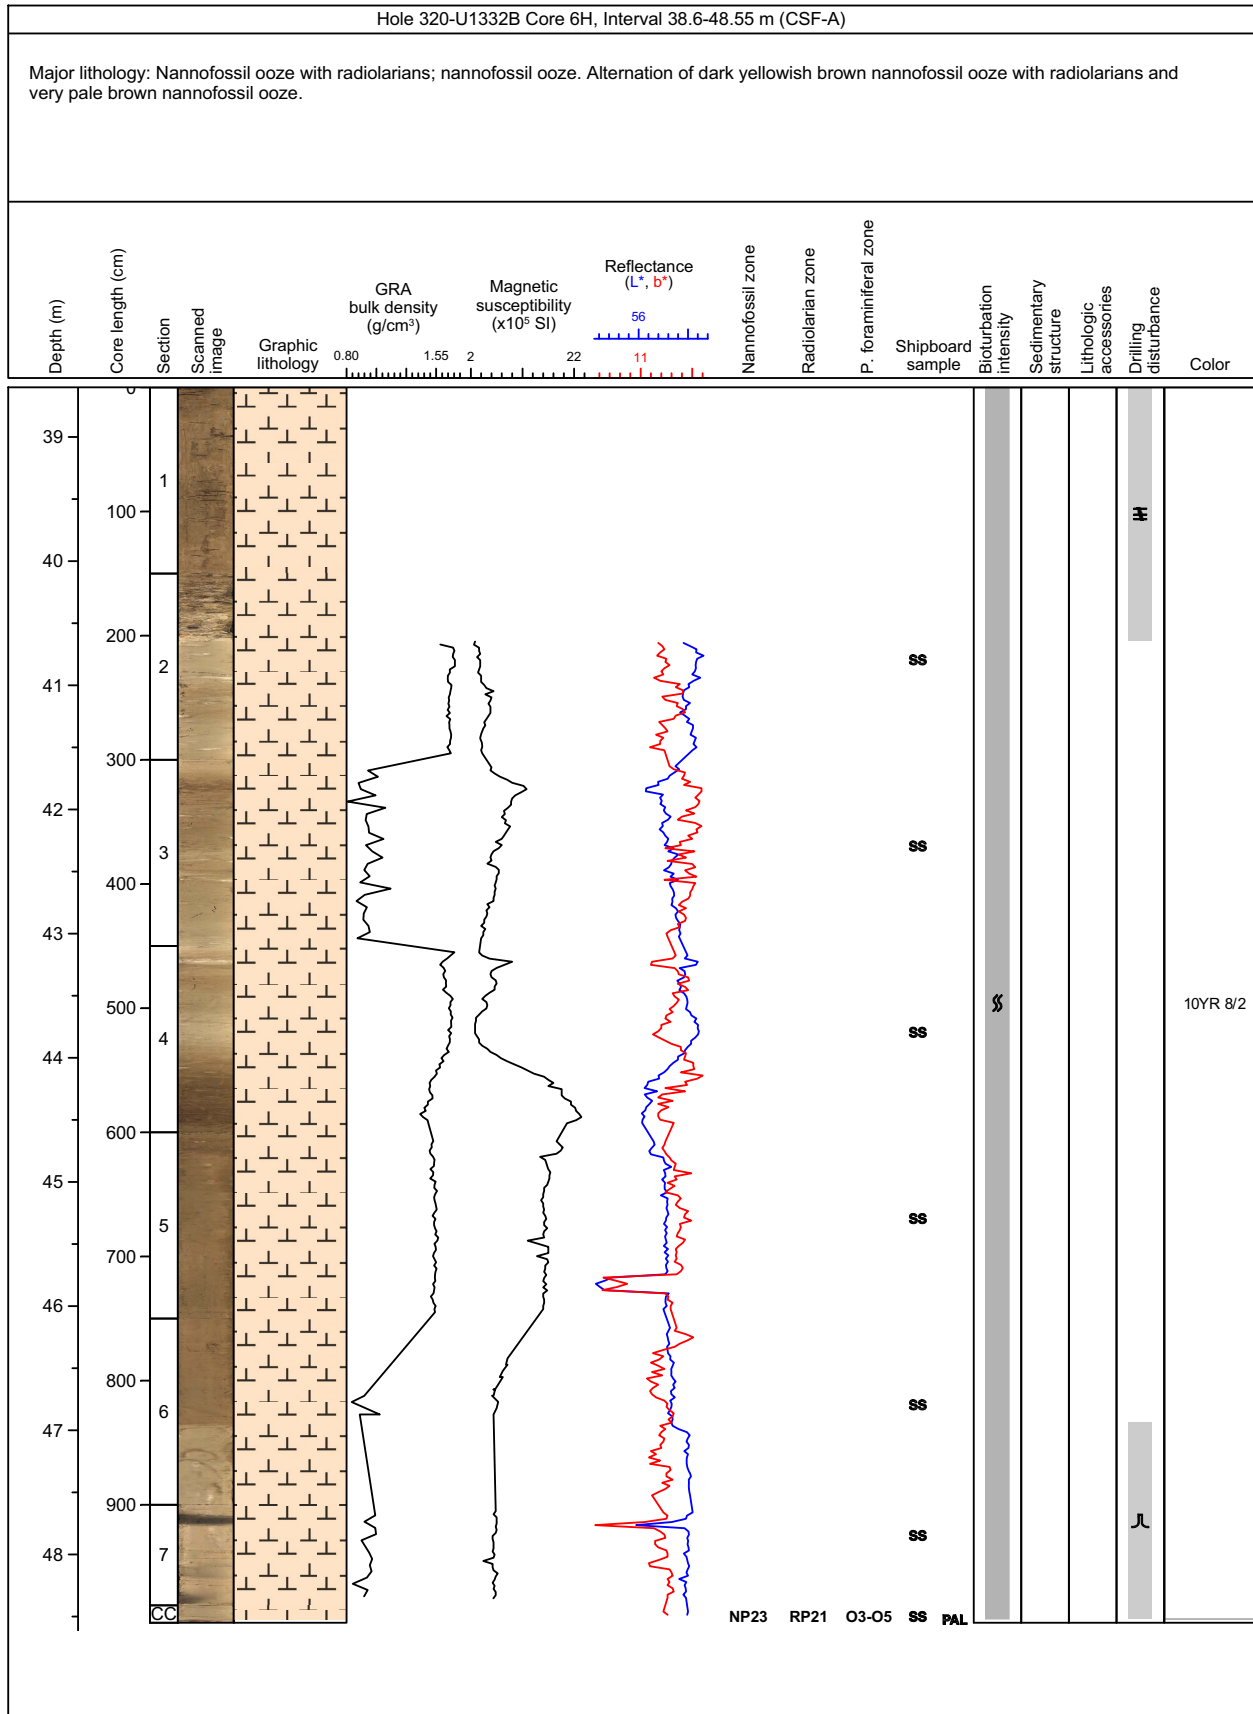 Hole 320-U1332B Core 6H, Interval 38.6-48.55 m (CSF-A)
Major lithology: Nannofossil ooze with radiolarians; nannofossil ooze. Alternation of dark yellowish brown nannofossil ooze with radiolarians and
very pale brown nannofossil ooze.
Depth (m)
Core length (cm)
Section
Scanned
image
Graphic
lithology
GRA
bulk density
(g/cm³)
0.80 1.55
Magnetic
susceptibility
(x10⁵ SI)
2 22
Reflectance
(L*, b*)
56
11
Nannofossil zone
Radiolarian zone
P. foraminiferal zone
Shipboard
sample
Bioturbation
intensity
Sedimentary
structure
Lithologic
accessories
Drilling
disturbance
Color
0
39
1
100
40
200
2
SS
41
300
42
3
SS
400
43
500
10YR 8/2
4
SS
44
600
45
5
SS
700
46
800
6
SS
47
900
7
SS
48
CC
NP23 RP21 O3-O5 SS PAL